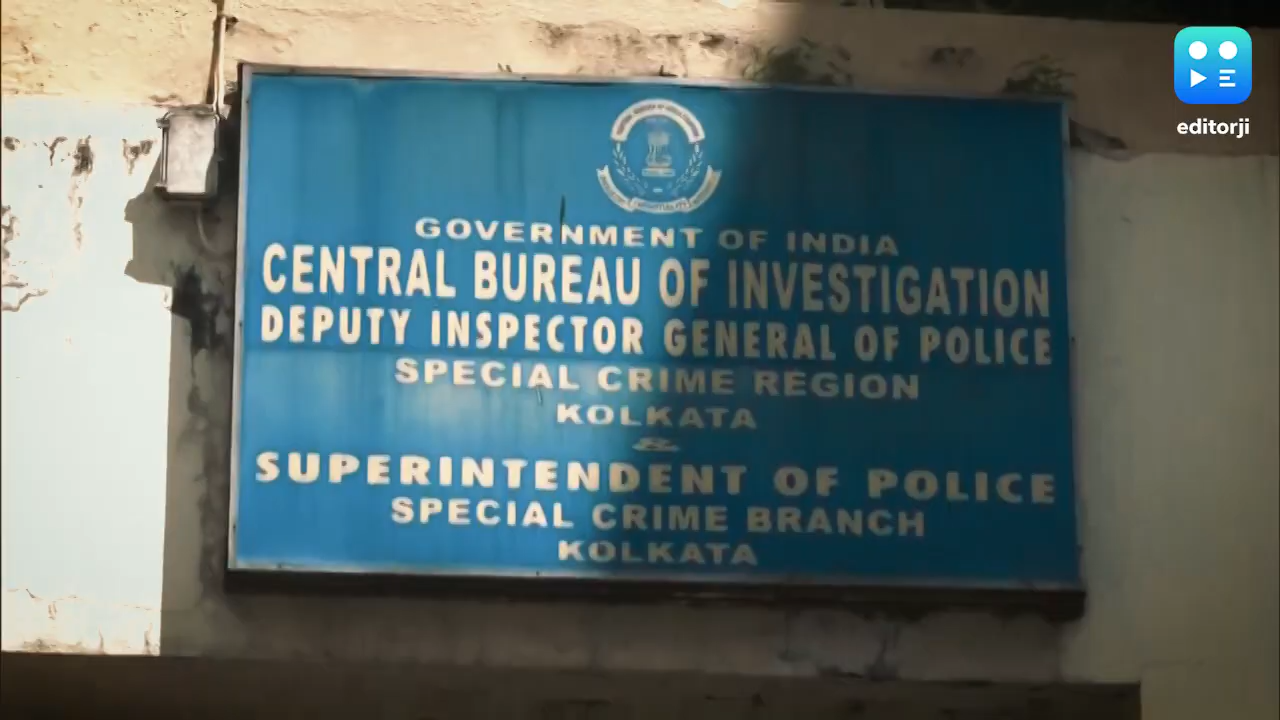 editorji
GOVERNMENT OF INDIA
CENTRAL BUREAU OF INVESTIGATION
DEPUTY INSPECTOR GENERAL OF POLICE
SPECIAL CRIME REGION
KOLKATA
&
SUPERINTENDENT OF POLICE
SPECIAL CRIME BRANCH
KOLKATA